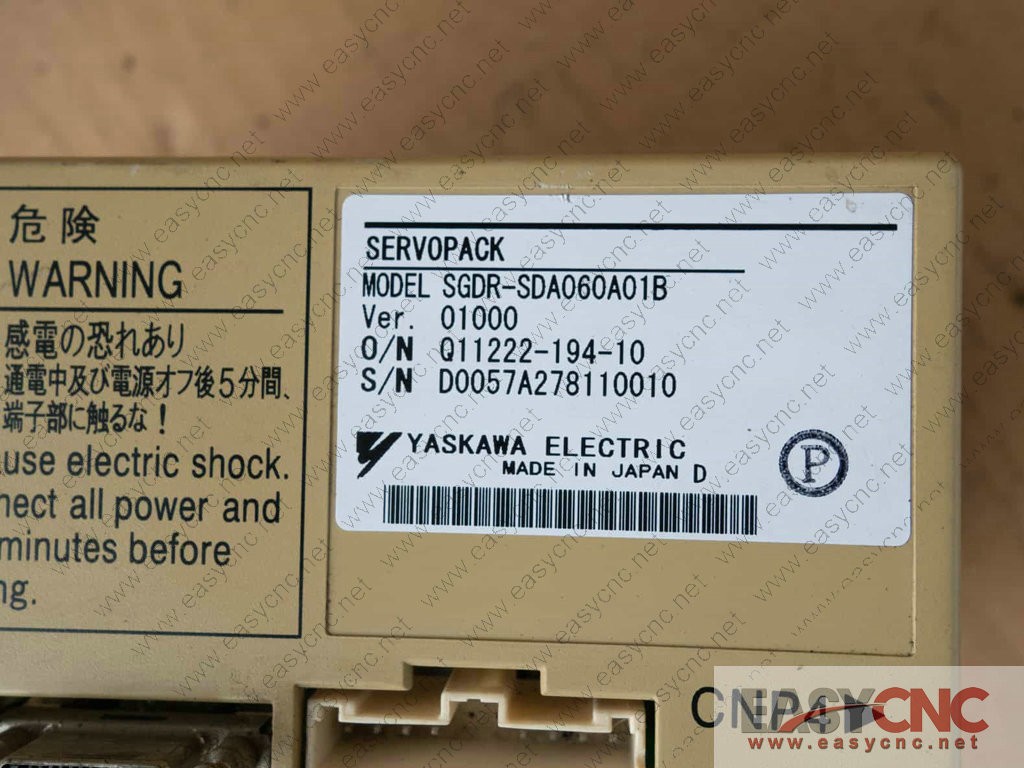 危険
WARNING
感電の恐れあり
通電中及び電源オフ後5分間、
端子部に触るな!
use electric shock.
nect all power and
minutes before
ng.
SERVOPACK
MODEL SGDR-SDA060A01B
Ver. 01000
O/N Q11222-194-10
S/N D0057A278110010
YASKAWA ELECTRIC
MADE IN JAPAN D
P
EASYCNC
www.easycnc.net